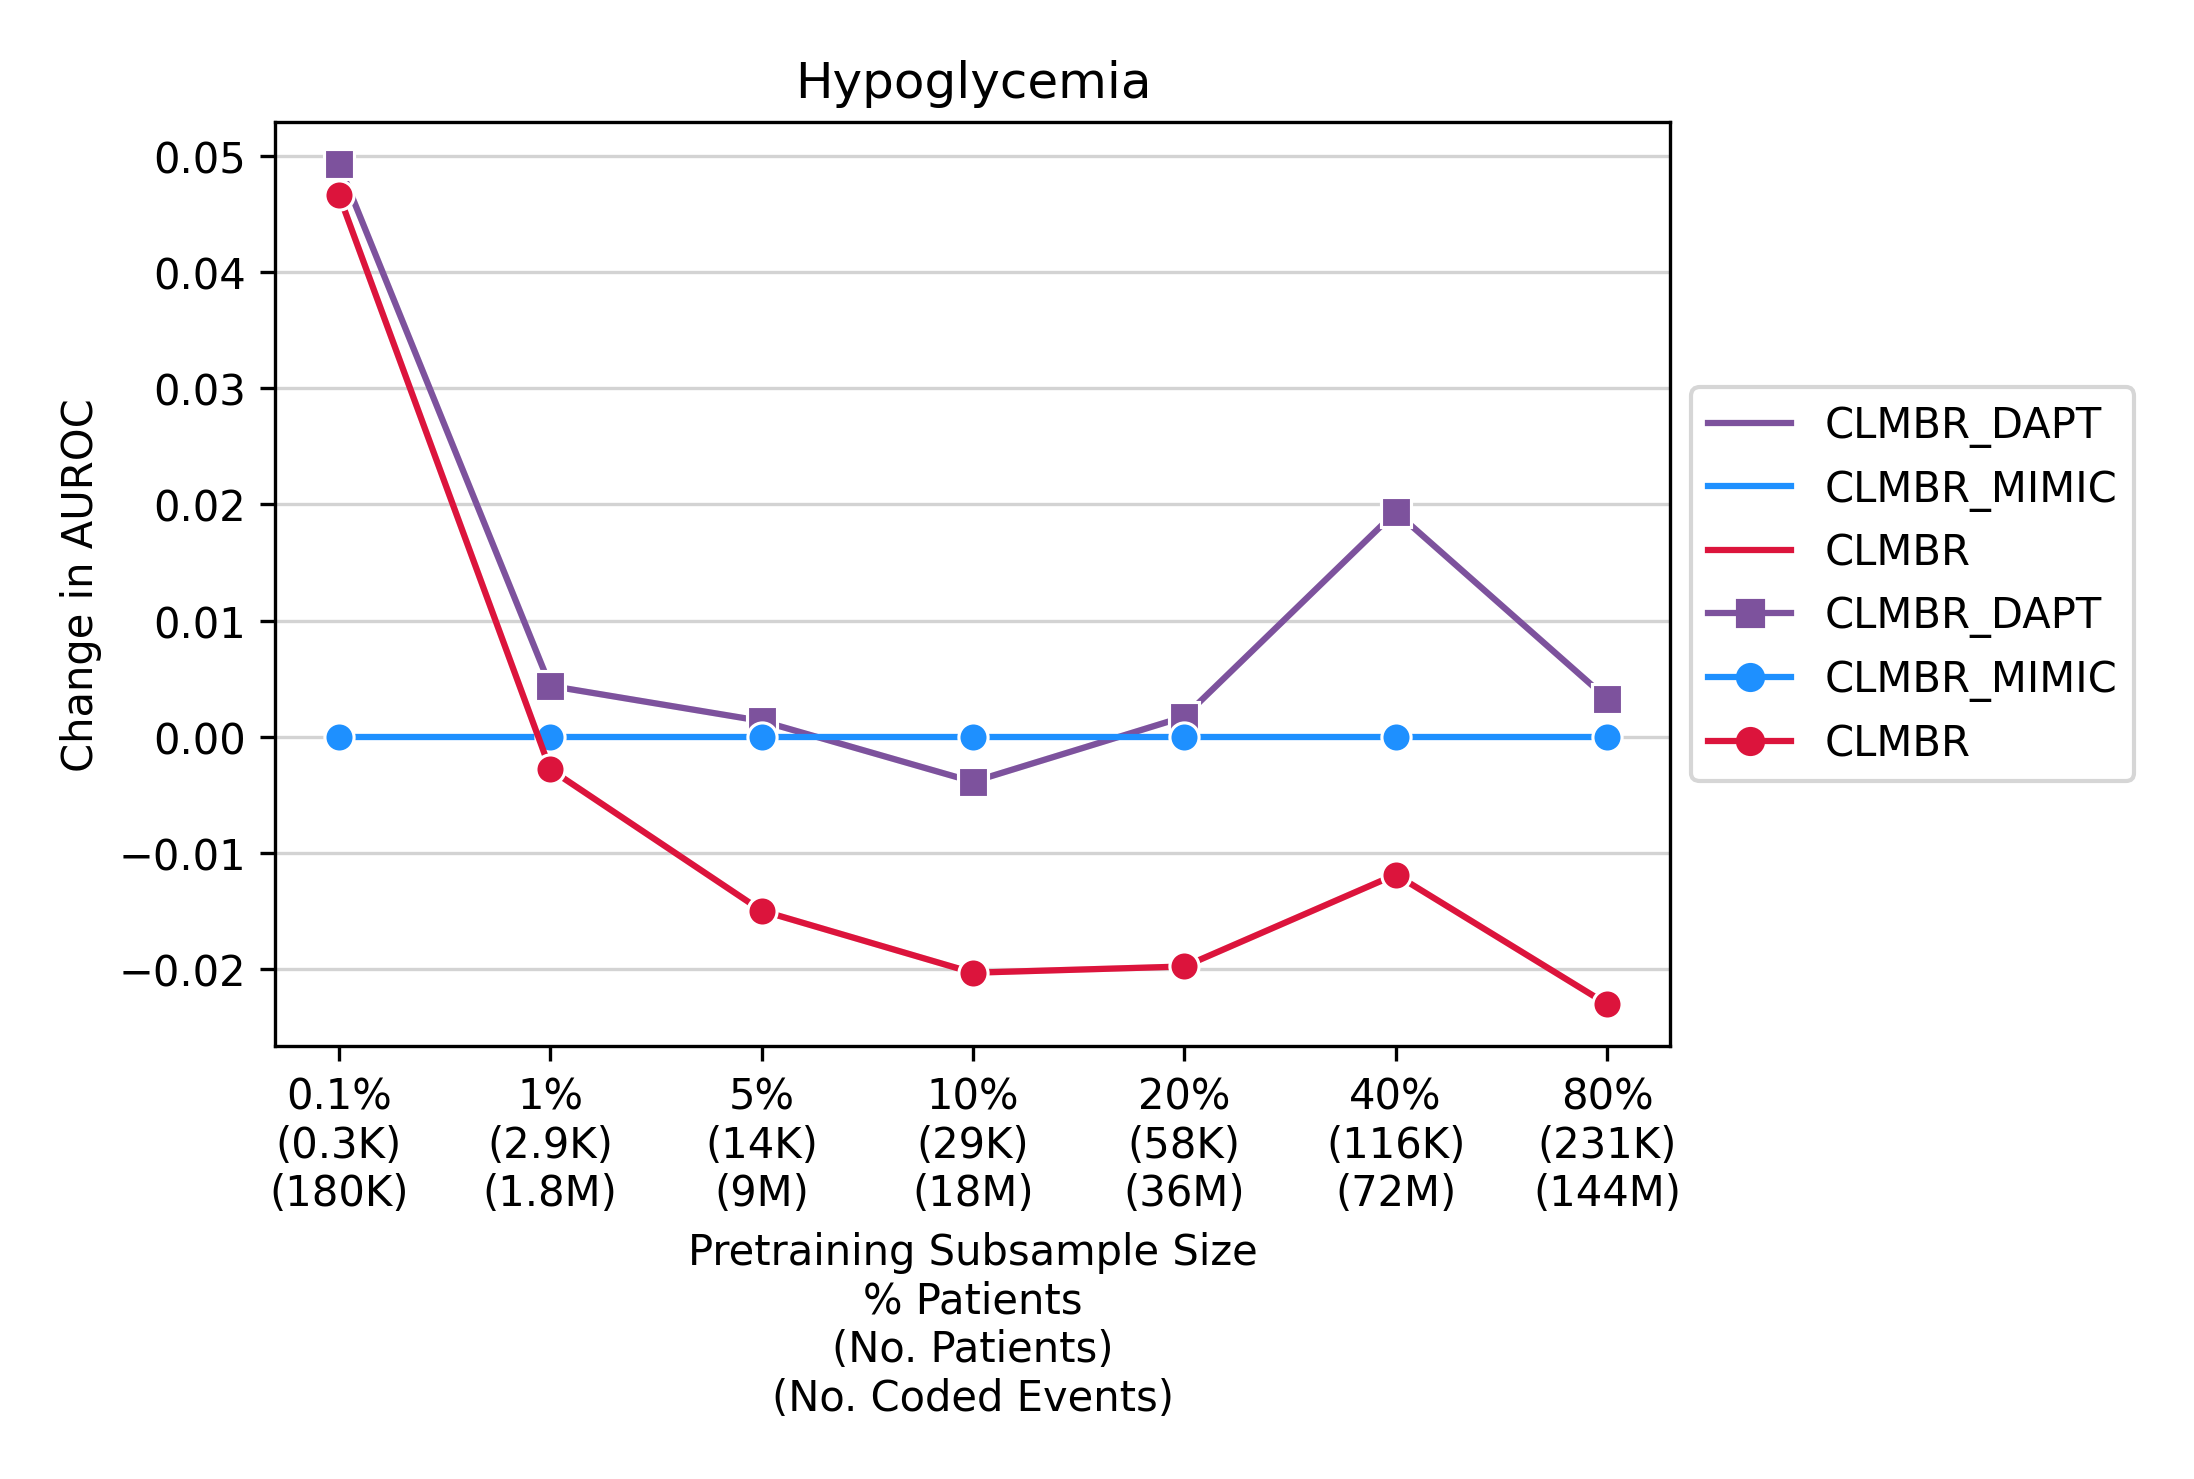 Hypoglycemia
0.05
0.04
0.03
0.02
0.01
0.00
−0.01
−0.02
Change in AUROC
CLMBR_DAPT
CLMBR_MIMIC
CLMBR
CLMBR_DAPT
CLMBR_MIMIC
CLMBR
0.1% 1% 5% 10% 20% 40% 80%
(0.3K) (2.9K) (14K) (29K) (58K) (116K) (231K)
(180K) (1.8M) (9M) (18M) (36M) (72M) (144M)
Pretraining Subsample Size
% Patients
(No. Patients)
(No. Coded Events)